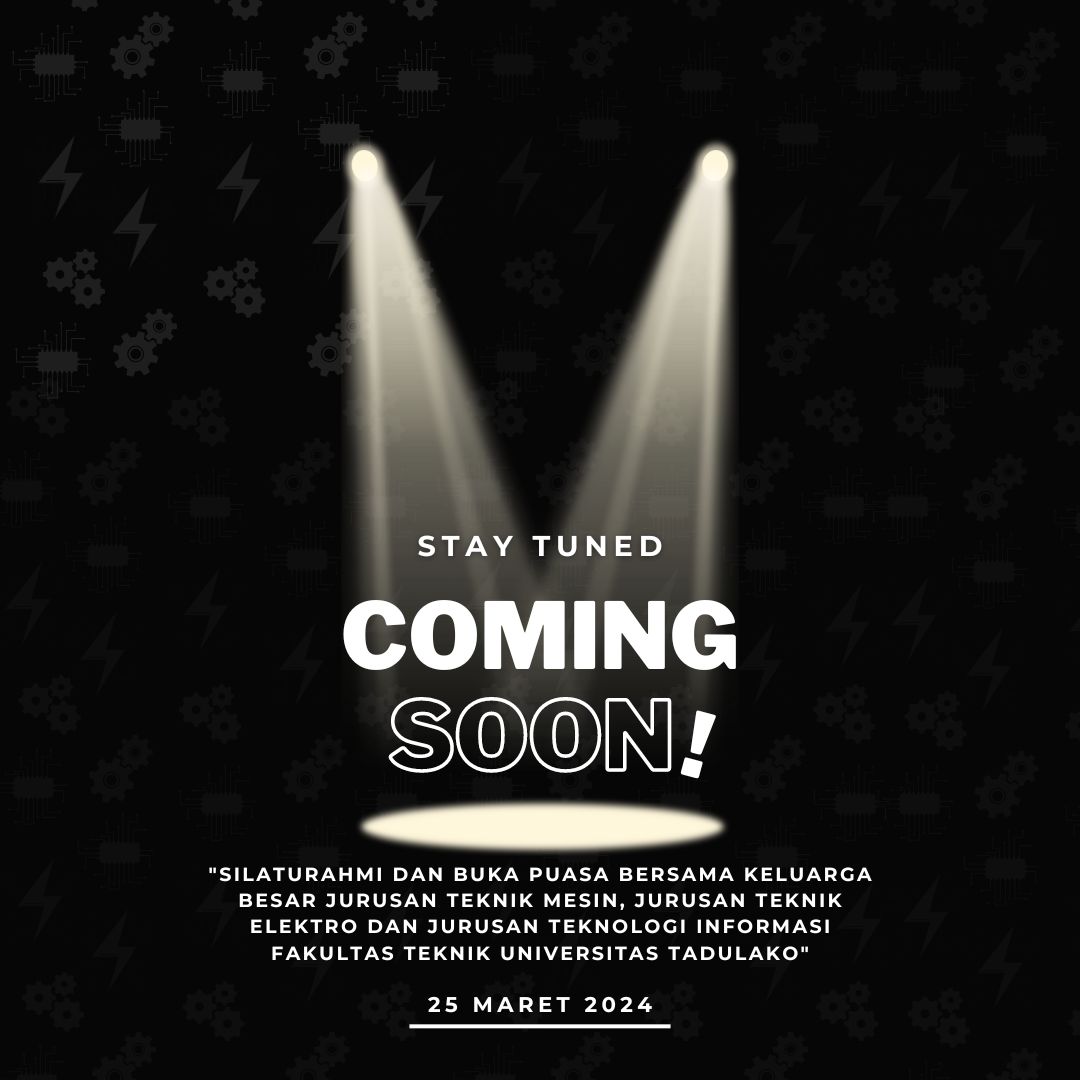 STAY TUNED
COMING
SOON!
"SILATURAHMI DAN BUKA PUASA BERSAMA KELUARGA
BESAR JURUSAN TEKNIK MESIN, JURUSAN TEKNIK
ELEKTRO DAN JURUSAN TEKNOLOGI INFORMASI
FAKULTAS TEKNIK UNIVERSITAS TADULAKO"
25 MARET 2024